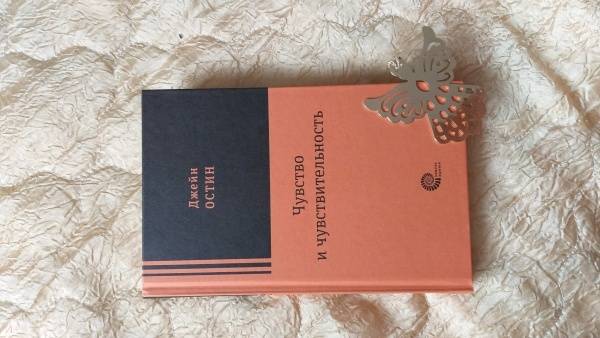 Джейн
ОСТИН
Чувство
и чувствительность